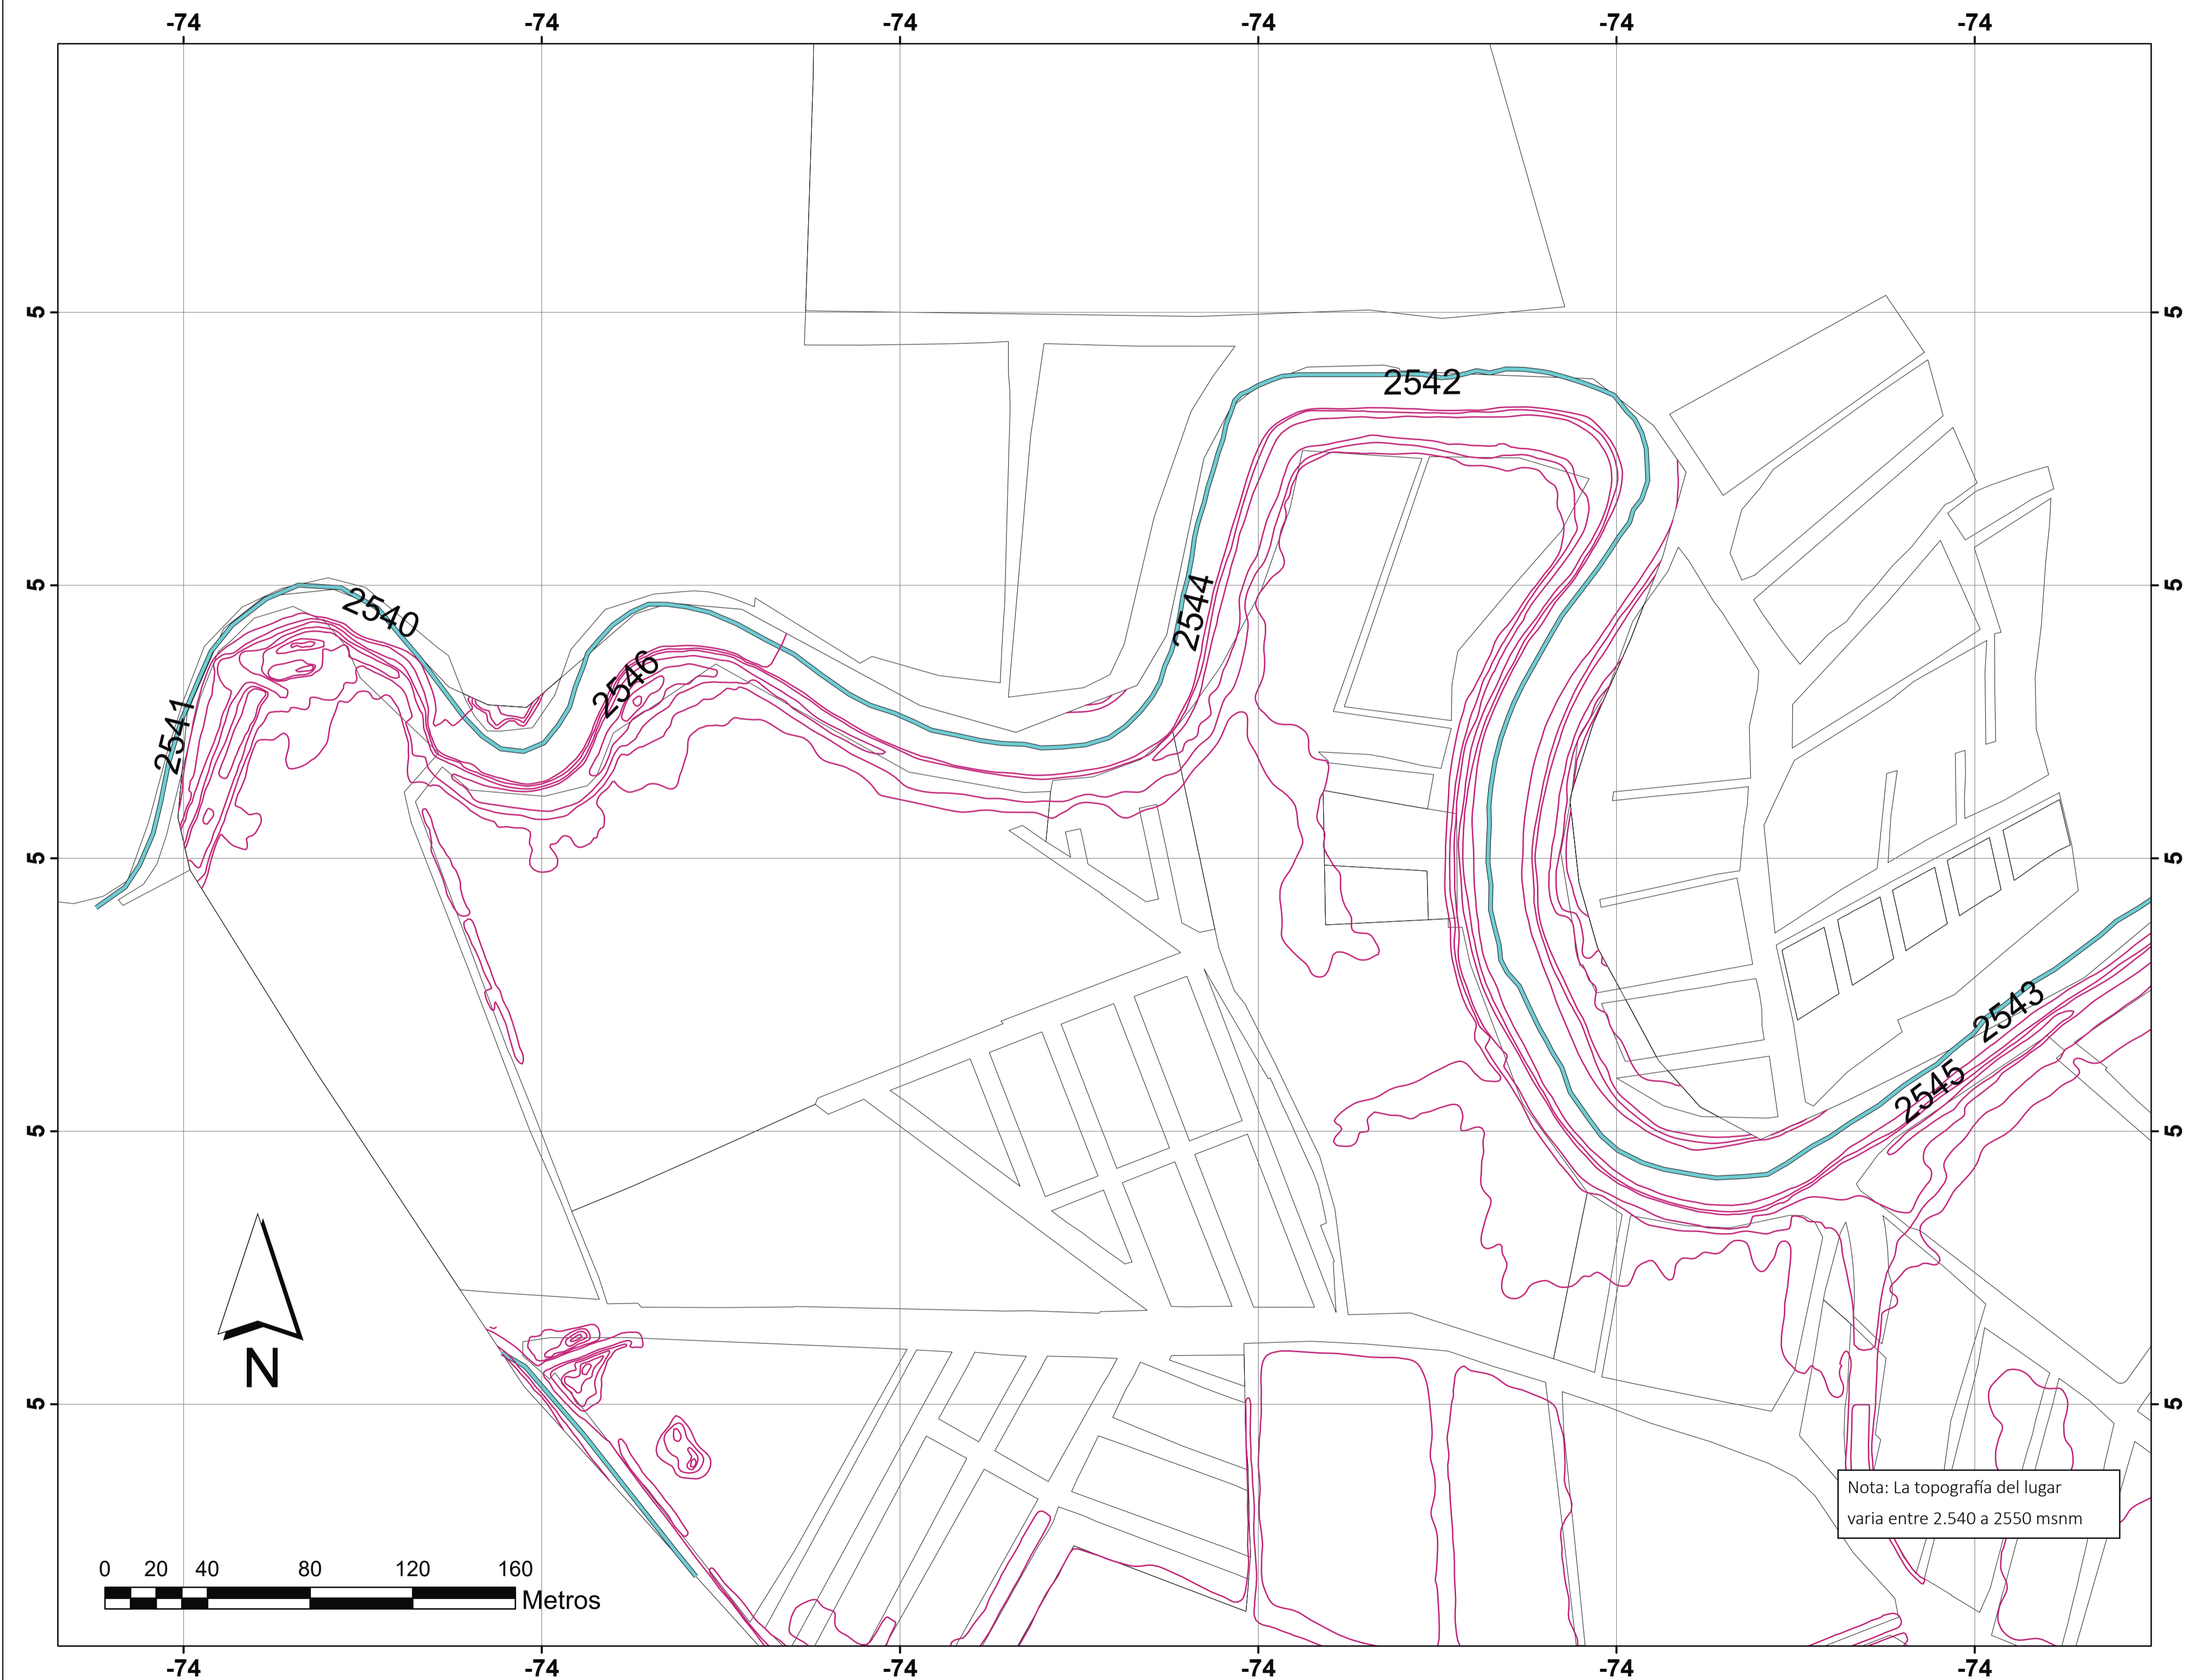 -74 -74 -74 -74 -74 -74
5 5
2542
5 5
2540
2544
2546
2541
5 5
2543
2545
5 5
N
5 5
Nota: La topografía del lugar
varia entre 2.540 a 2550 msnm
0 20 40 80 120 160
Metros
-74 -74 -74 -74 -74 -74